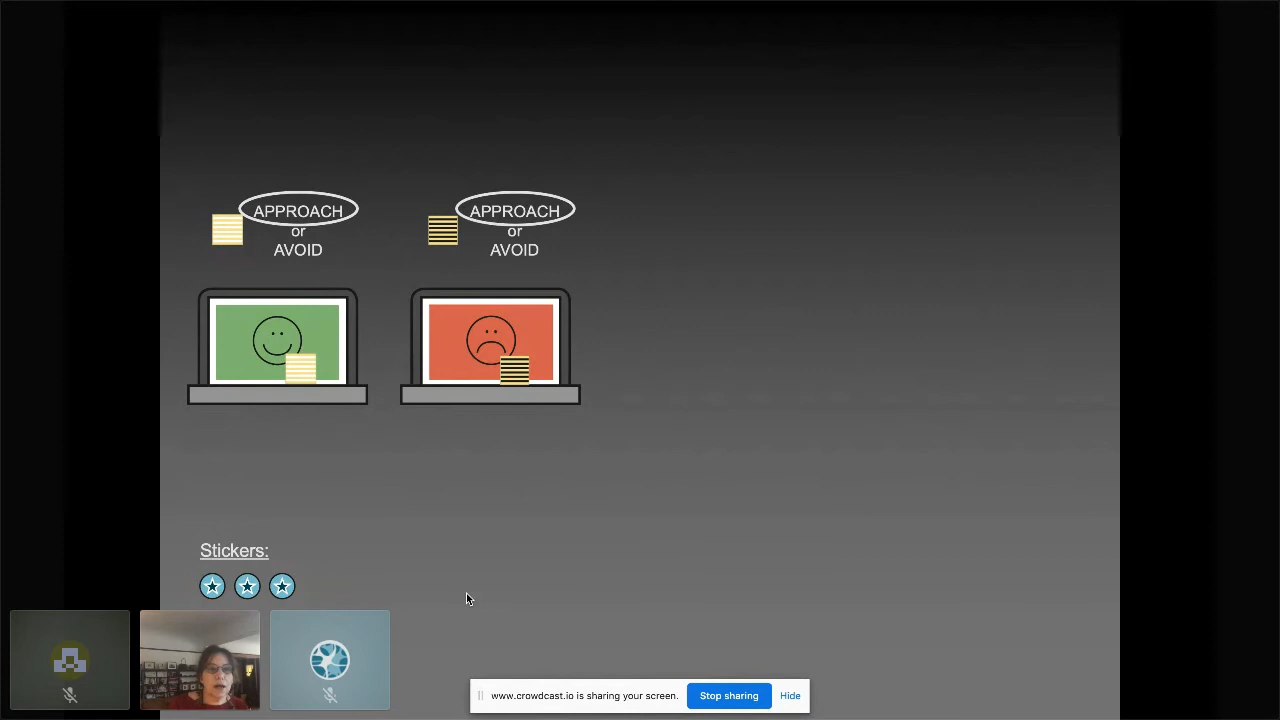 APPROACH
or
AVOID
APPROACH
or
AVOID
Stickers:
www.crowdcast.io is sharing your screen.
Stop sharing
Hide